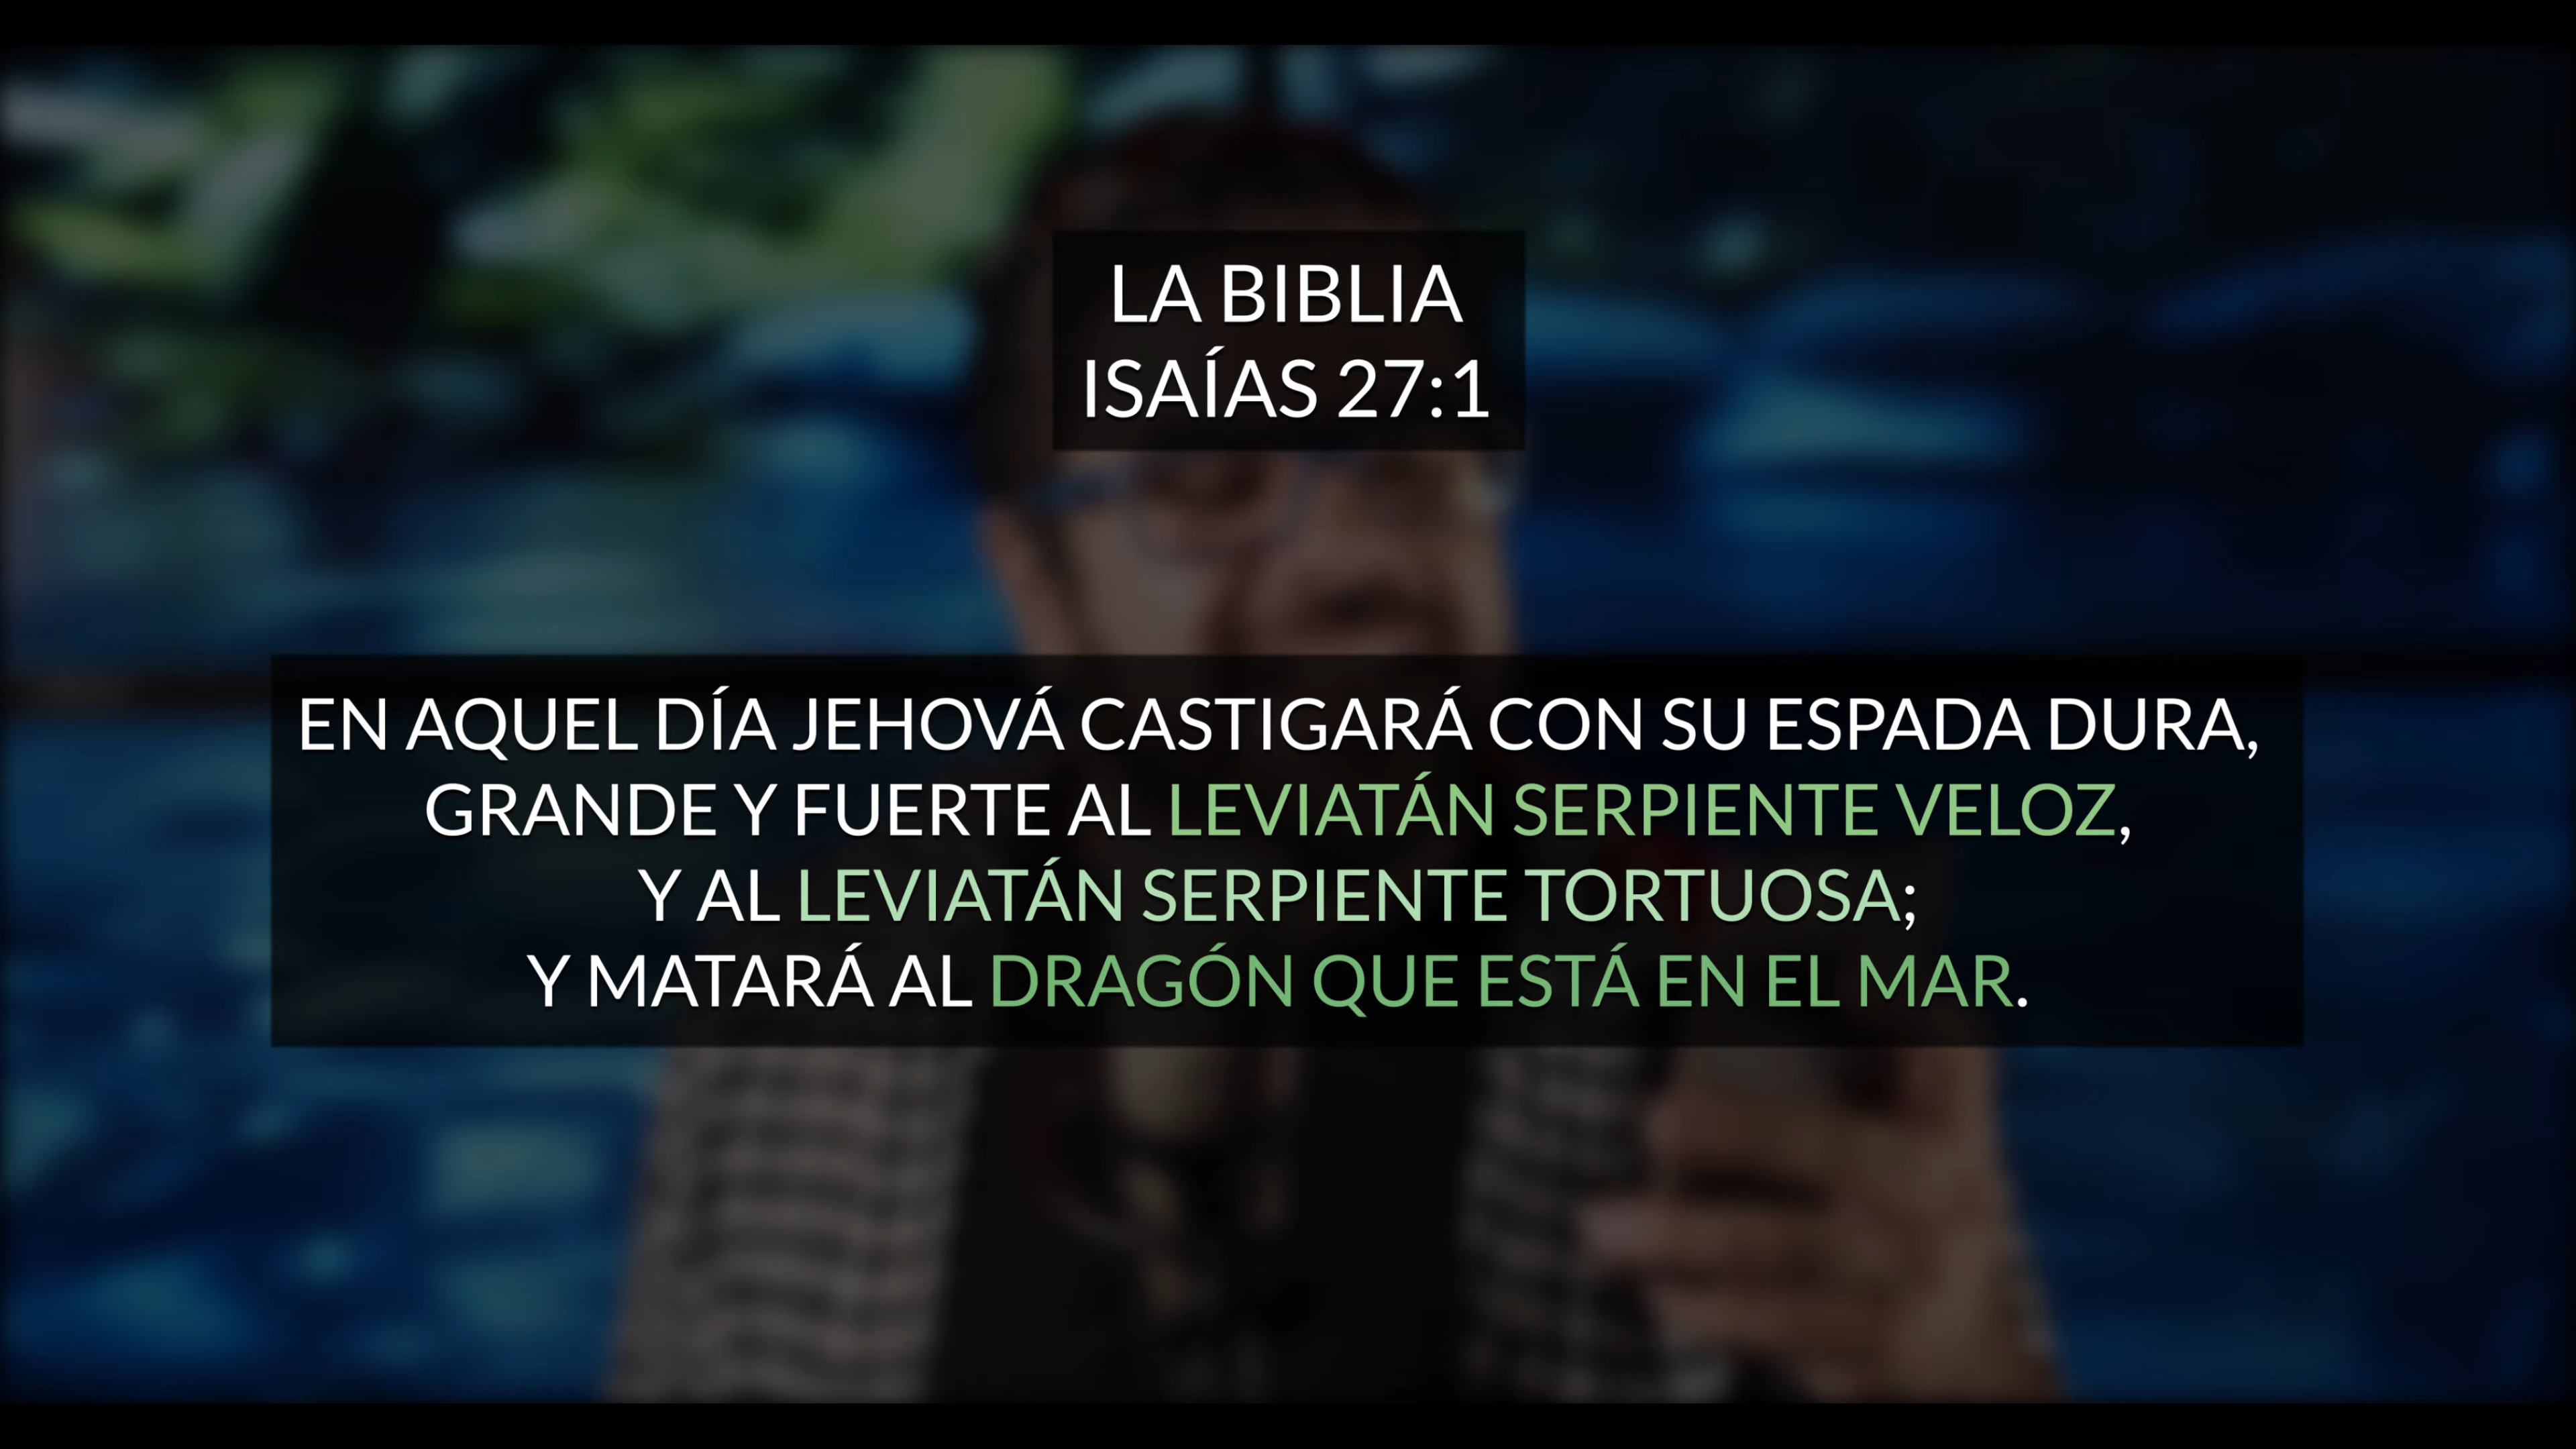 LA BIBLIA
ISAÍAS 27:1
EN AQUEL DÍA JEHOVÁ CASTIGARÁ CON SU ESPADA DURA,
GRANDE Y FUERTE AL LEVIATÁN SERPIENTE VELOZ,
Y AL LEVIATÁN SERPIENTE TORTUOSA;
Y MATARÁ AL DRAGÓN QUE ESTÁ EN EL MAR.